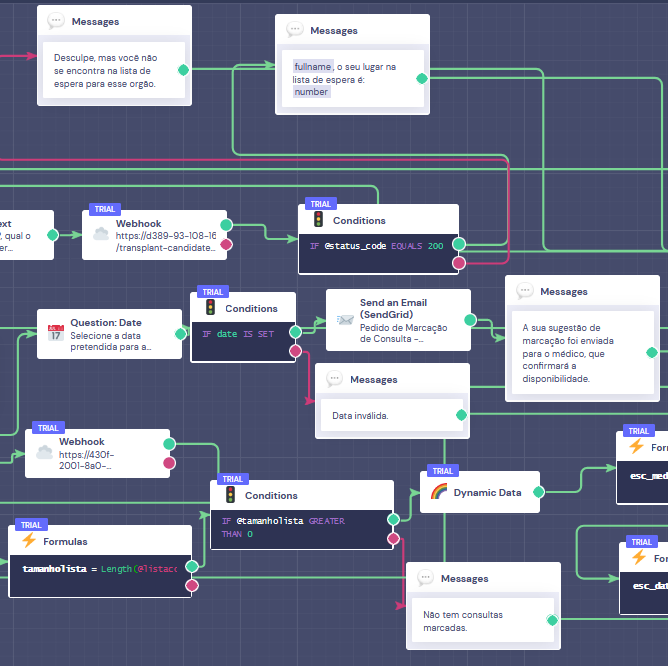 Messages
Desculpe, mas você não
se encontra na lista de
espera para esse orgão.
Messages
fullname, o seu lugar na
lista de espera é:
number
ext
, qual o
er...
TRIAL
Webhook
https://d389-93-108-16
/transplant-candidate...
TRIAL
Conditions
IF @status_code EQUALS 200
Question: Date
Selecione a data
pretendida para a...
TRIAL
Conditions
IF date IS SET
Send an Email
(SendGrid)
Pedido de Marcação
de Consulta -...
Messages
A sua sugestão de
marcação foi enviada
para o médico, que
confirmará a
disponibilidade.
Messages
Data inválida.
TRIAL
Webhook
https://430f-
2001-8a0-...
TRIAL
Conditions
IF @tamanholista GREATER
THAN 0
TRIAL
Dynamic Data
TRIAL
For
esc_med
TRIAL
Formulas
tamanholista = Length(@listac
TRIAL
For
esc_dat
Messages
Não tem consultas
marcadas.